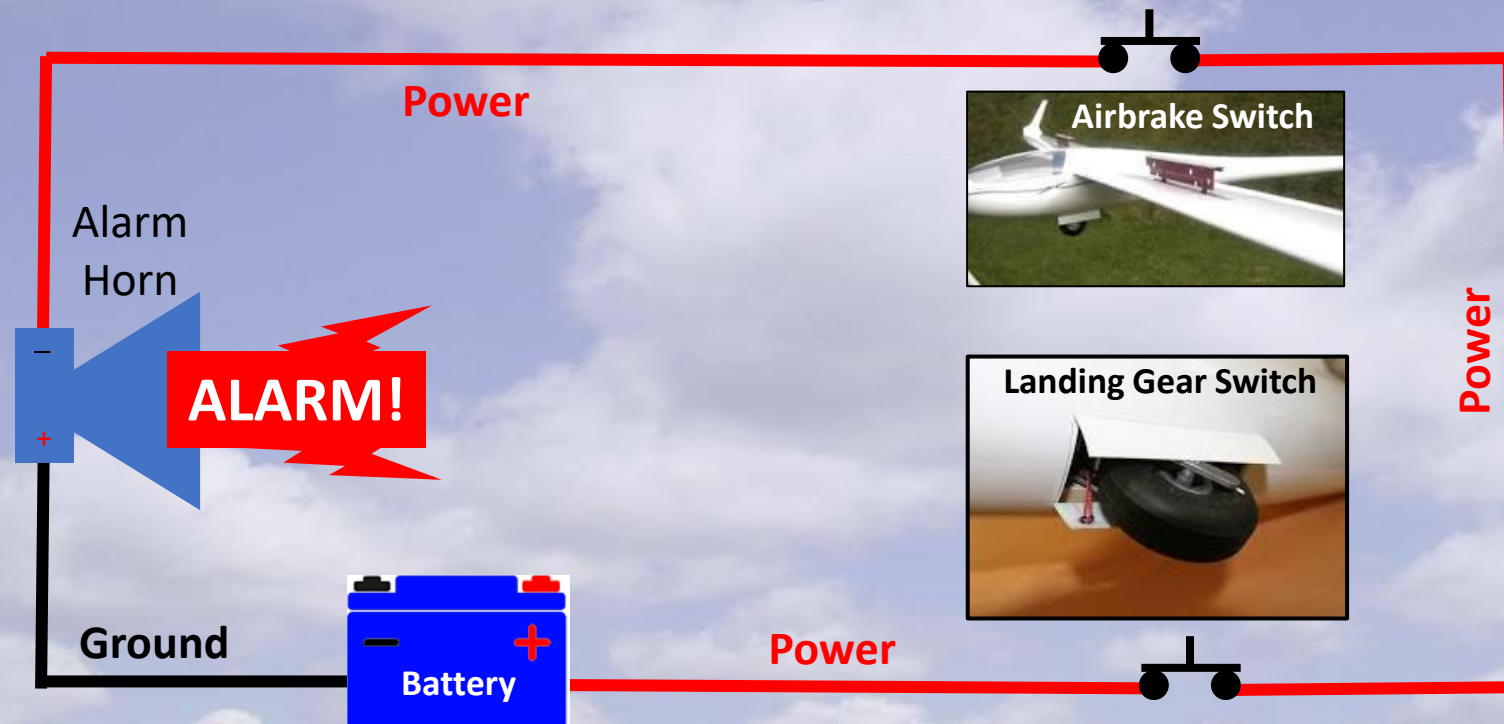 Power
Airbrake Switch
Alarm
Horn
Power
–
ALARM!
+
Landing Gear Switch
Ground
– +
Battery
Power